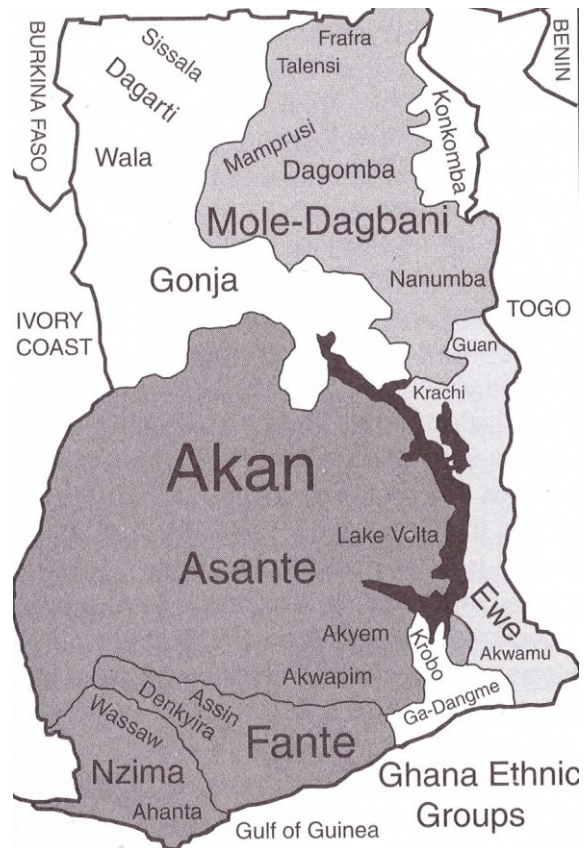 BURKINA FASO
Sissala
Dagarti
Wala
Frafra
Talensi
Mamprusi
Dagomba
Mole-Dagbani
Konkomba
BENIN
Gonja
Nanumba
IVORY
COAST
TOGO
Guan
Krachi
Akan
Asante
Lake Volta
Ewe
Akyem
Krobo
Akwamu
Akwapim
Assin
Denkyira
Ga-Dangme
Wassaw
Fante
Nzima
Ahanta
Ghana Ethnic
Groups
Gulf of Guinea